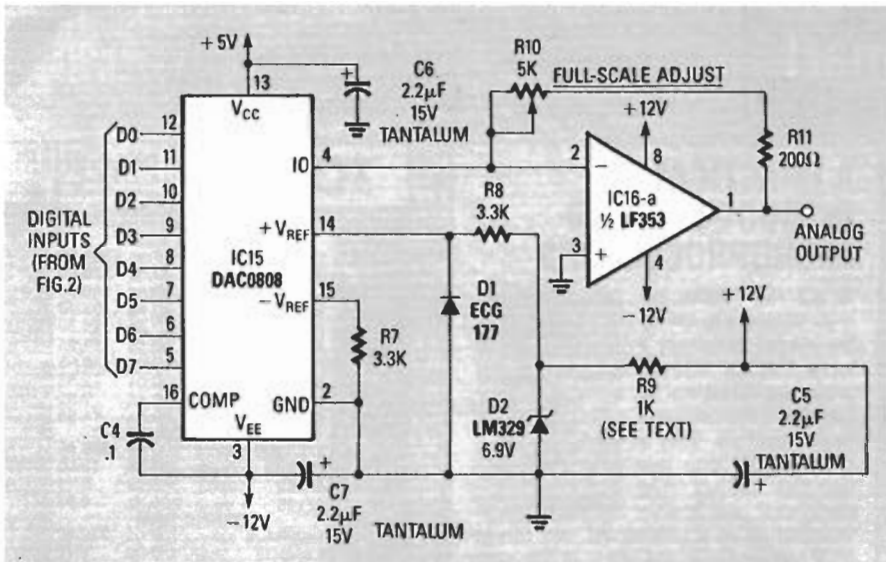 +5V
13
VCC
C6
2.2µF
15V
TANTALUM
R10
5K
FULL-SCALE ADJUST
+12V
8
R11
200Ω
DIGITAL
INPUTS
(FROM
FIG.2)
D0
12
D1
11
D2
10
D3
9
D4
8
D5
7
D6
6
D7
5
IC15
DAC0808
IO
4
+VREF
14
-VREF
15
16
COMP
GND
2
VEE
3
-12V
C4
.1
R7
3.3K
R8
3.3K
D1
ECG
177
2
-
3
+
IC16-a
½ LF353
1
4
-12V
ANALOG
OUTPUT
+12V
D2
LM329
6.9V
R9
1K
(SEE TEXT)
C5
2.2µF
15V
TANTALUM
+
C7
2.2µF
15V
TANTALUM
+
+